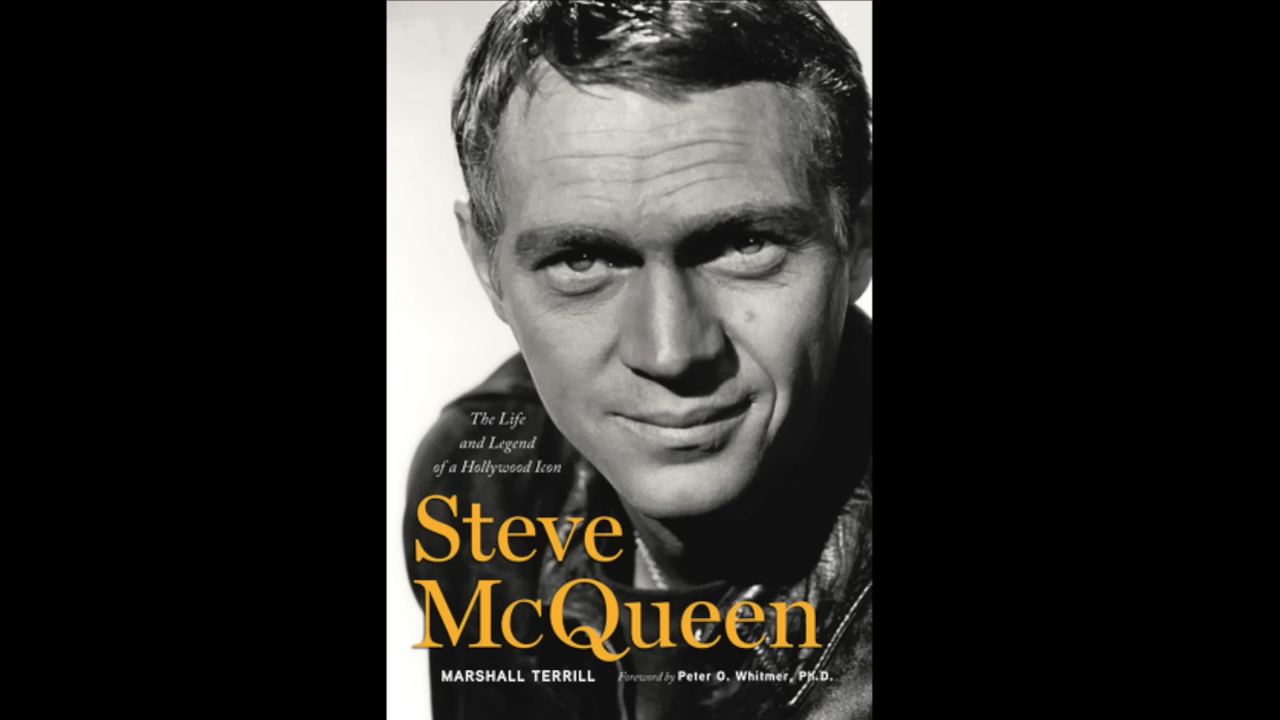 The Life
and Legend
of a Hollywood Icon
Steve
McQueen
MARSHALL TERRILL Foreword by Peter O. Whitmer, Ph.D.